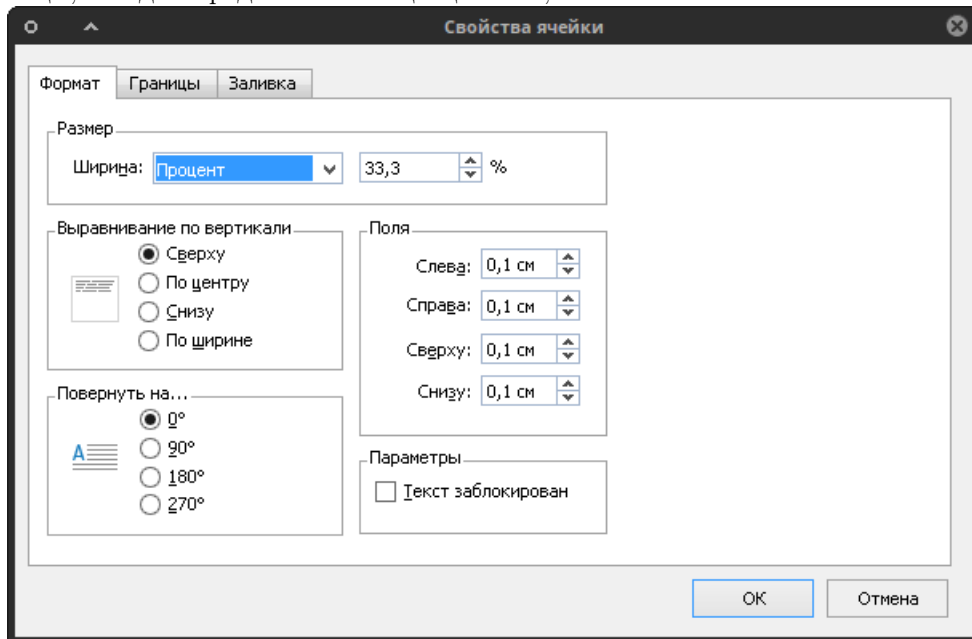 Свойства ячейки
Формат Границы Заливка
Размер
Ширина: Процент 33,3 %
Выравнивание по вертикали
Сверху
По центру
Снизу
По ширине
Поля
Слева: 0,1 см
Справа: 0,1 см
Сверху: 0,1 см
Снизу: 0,1 см
Повернуть на...
A
0°
90°
180°
270°
Параметры
Текст заблокирован
ОК Отмена